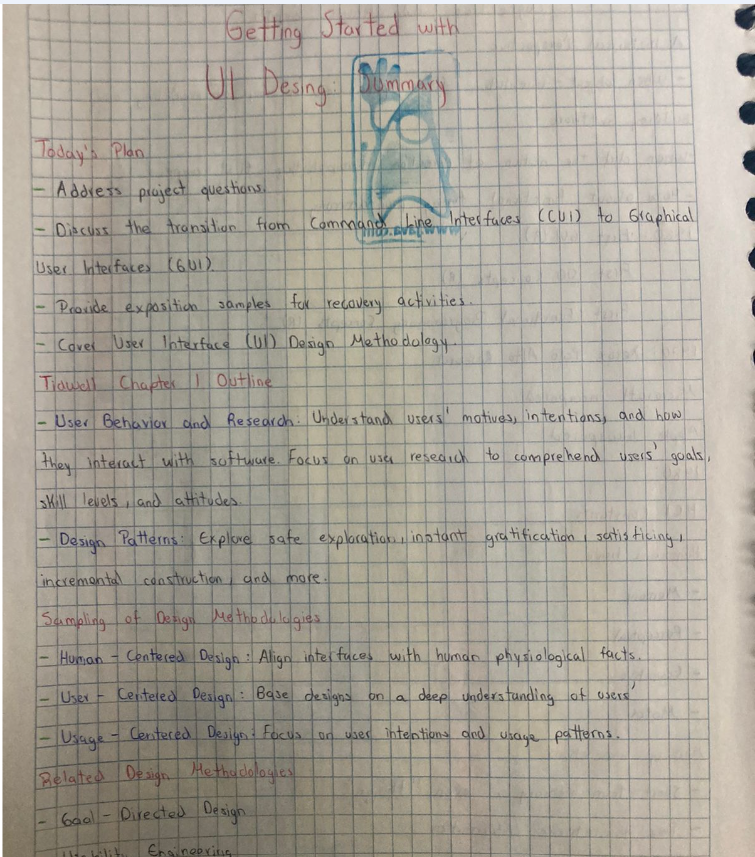 Getting Started with
UI Desing: Summary
Today's Plan
- Address project questions.
- Discuss the transition from Command Line Interfaces (CUI) to Graphical
User Interfaces (GUI).
- Provide exposition samples for recovery activities.
- Cover User Interface (UI) Design Methodology.
Tidwell Chapter 1 Outline
- User Behavior and Research: Understand users' motives, intentions, and how
they interact with software. Focus on user research to comprehend users' goals,
skill levels, and attitudes.
- Design Patterns: Explore safe exploration, instant gratification, satisficing,
incremental construction, and more.
Sampling of Design Methodologies
- Human-Centered Design: Align interfaces with human physiological facts.
- User-Centered Design: Base designs on a deep understanding of users'
- Usage-Centered Design: Focus on user intentions and usage patterns.
Related Design Methodologies
- Goal-Directed Design
Engineering